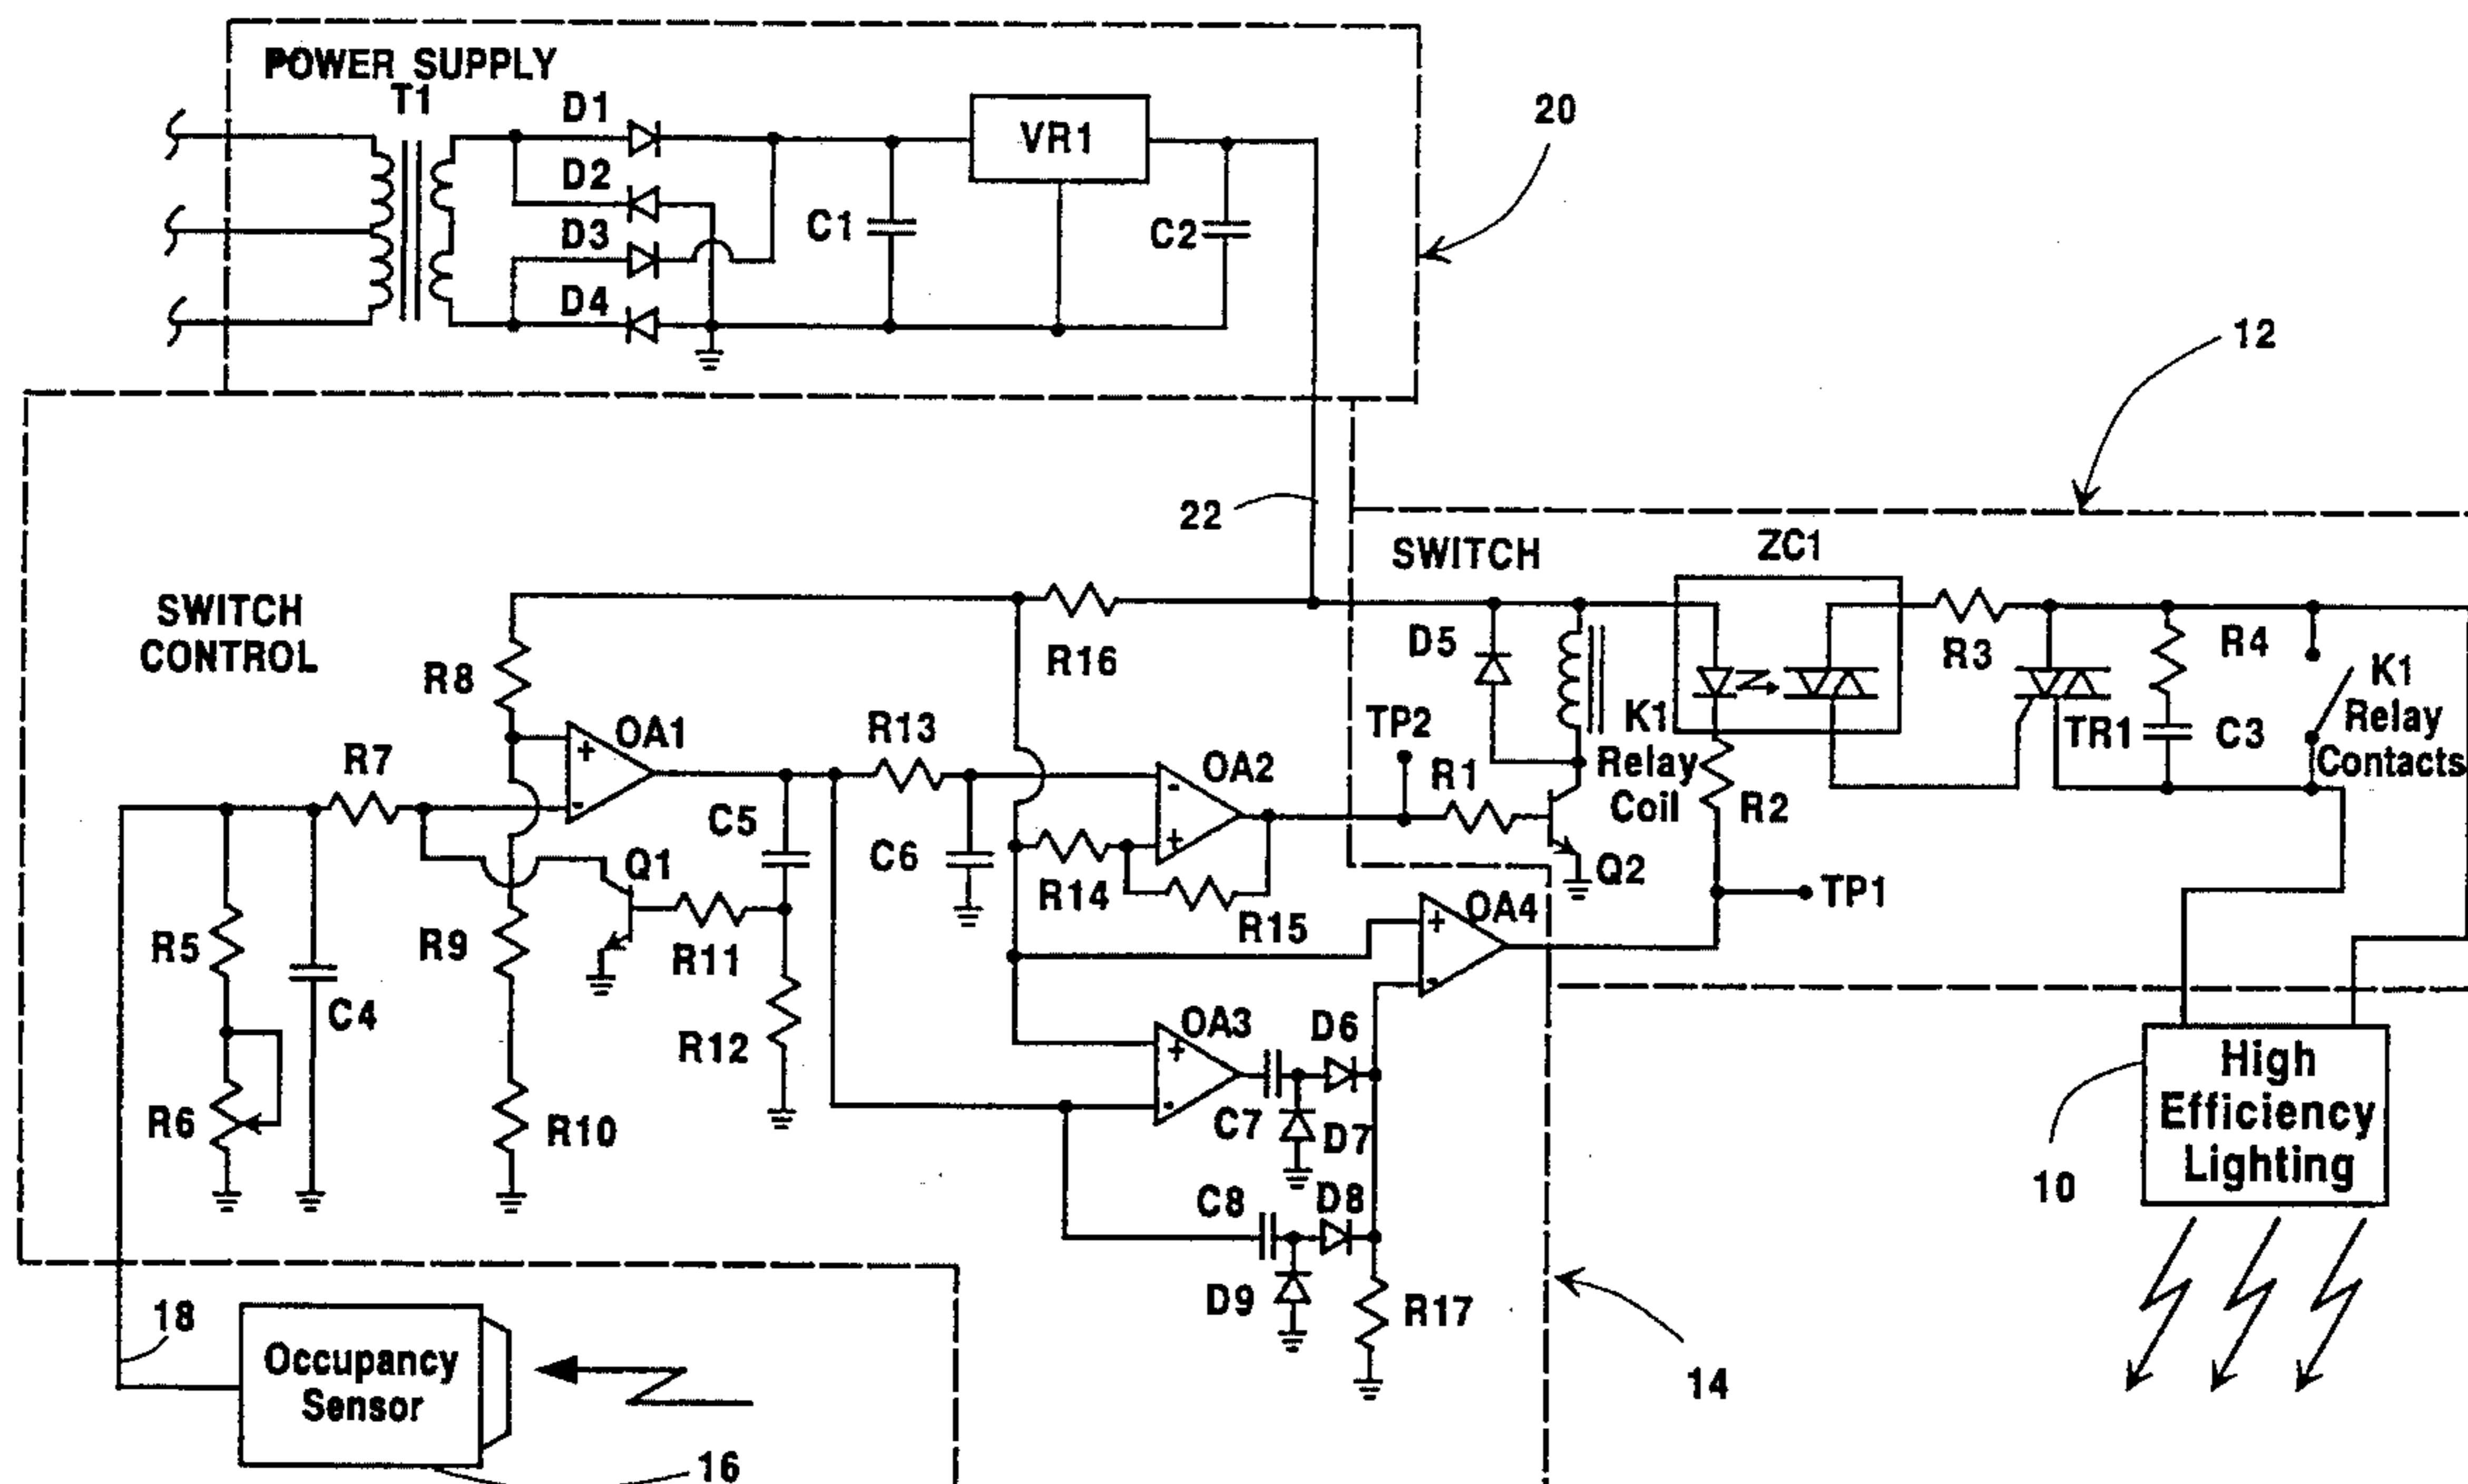 POWER SUPPLY
T1
D1
D2
D3
D4
C1
VR1
C2
20
12
22
SWITCH
ZC1
SWITCH
CONTROL
R8
R16
D5
K1
Relay
Coil
R3
R4
K1
Relay
Contacts
TR1
C3
R7
OA1
R13
OA2
TP2
R1
R2
C5
C6
Q1
Q2
TP1
+
-
-
+
R14
R15
OA4
+
-
R5
C4
R9
R11
R12
OA3
+
-
D6
C7
D7
R6
R10
C8
D8
D9
R17
10
High
Efficiency
Lighting
18
Occupancy
Sensor
14
16